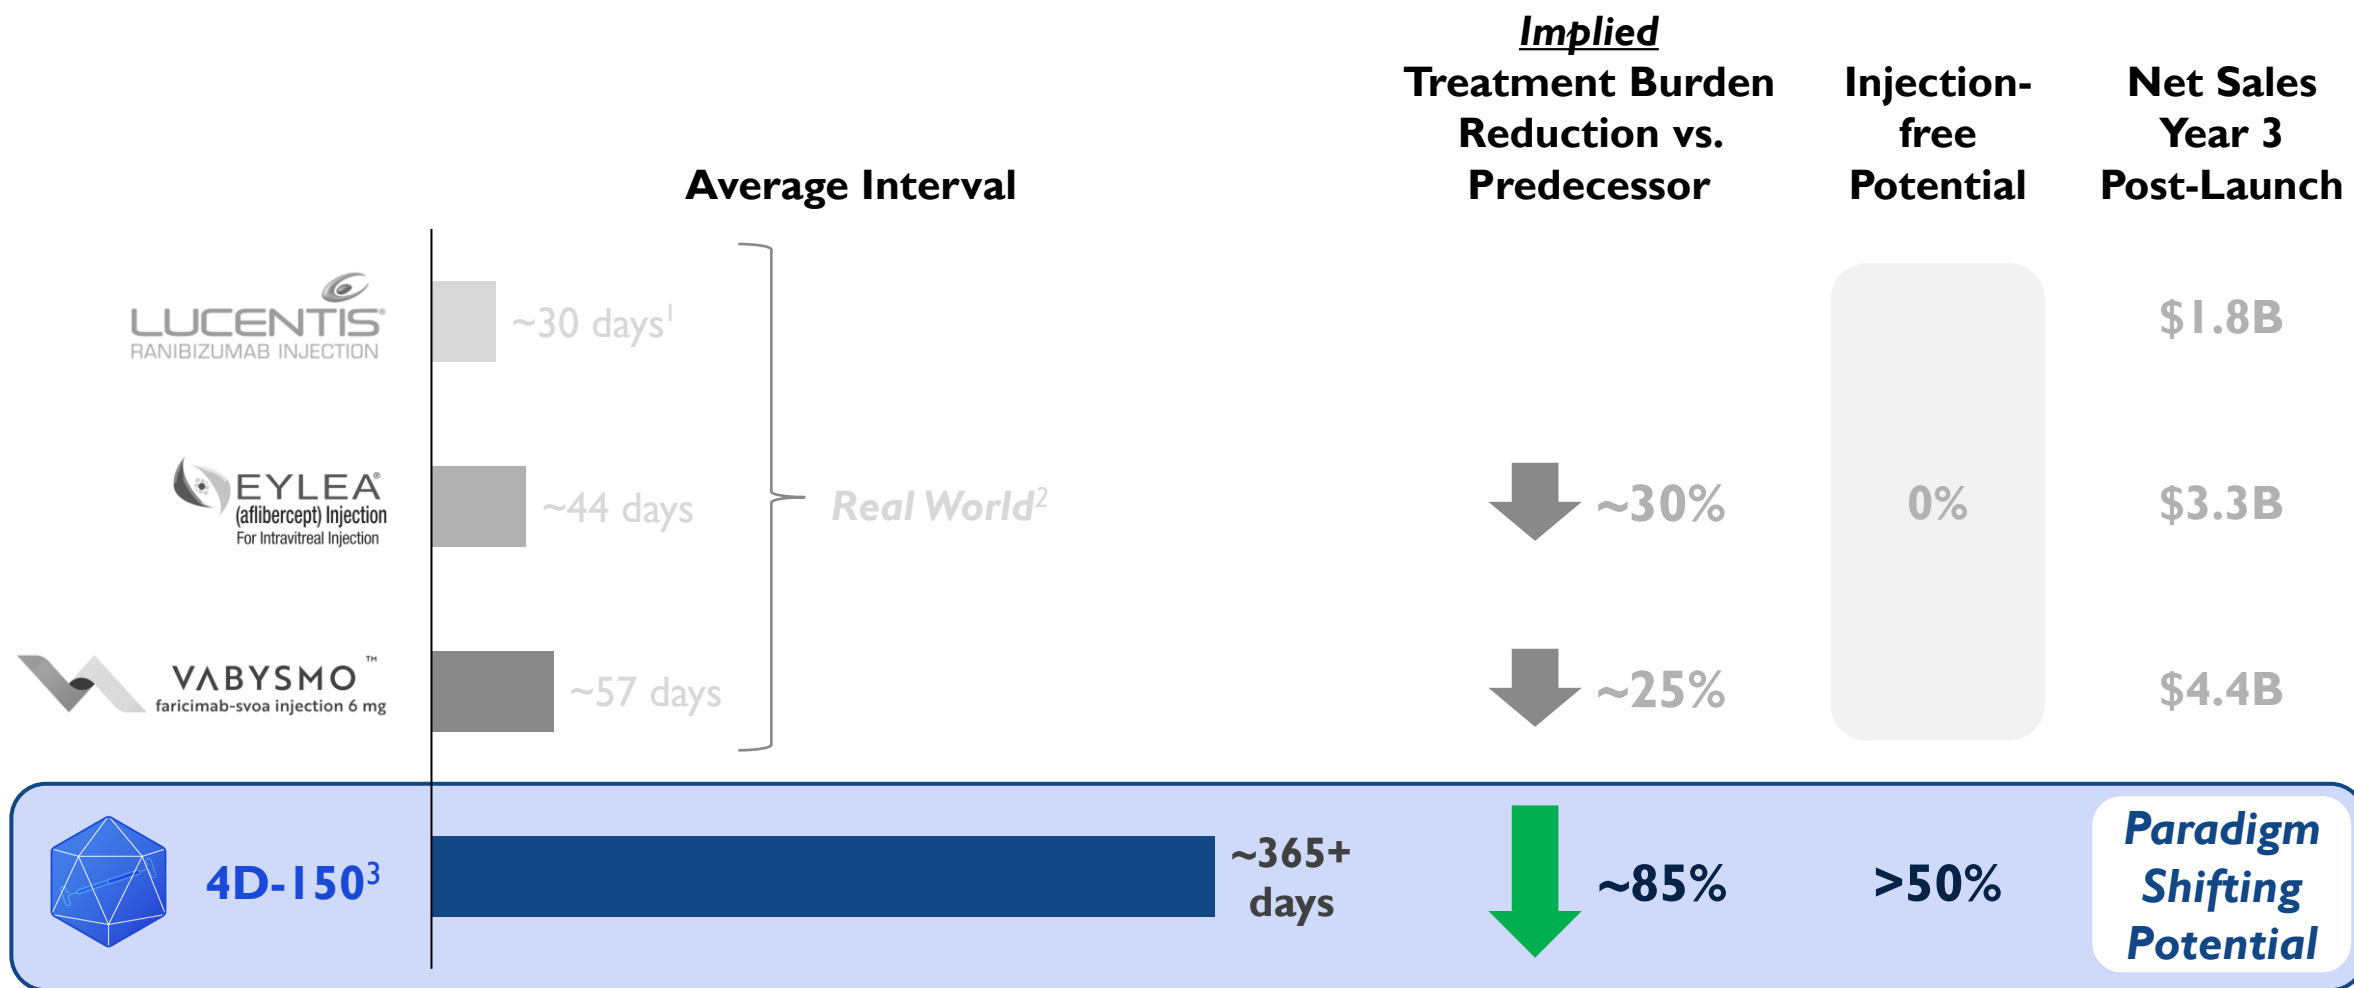 Implied
Treatment Burden
Reduction vs.
Predecessor
Injection-
free
Potential
Net Sales
Year 3
Post-Launch
Average Interval
LUCENTIS®
RANIBIZUMAB INJECTION
~30 days¹
$1.8B
EYLEA®
(aflibercept) Injection
For Intravitreal Injection
~44 days
Real World²
~30%
0%
$3.3B
VABYSMO™
faricimab-svoa injection 6 mg
~57 days
~25%
$4.4B
4D-150³
~365+
days
~85%
>50%
Paradigm
Shifting
Potential